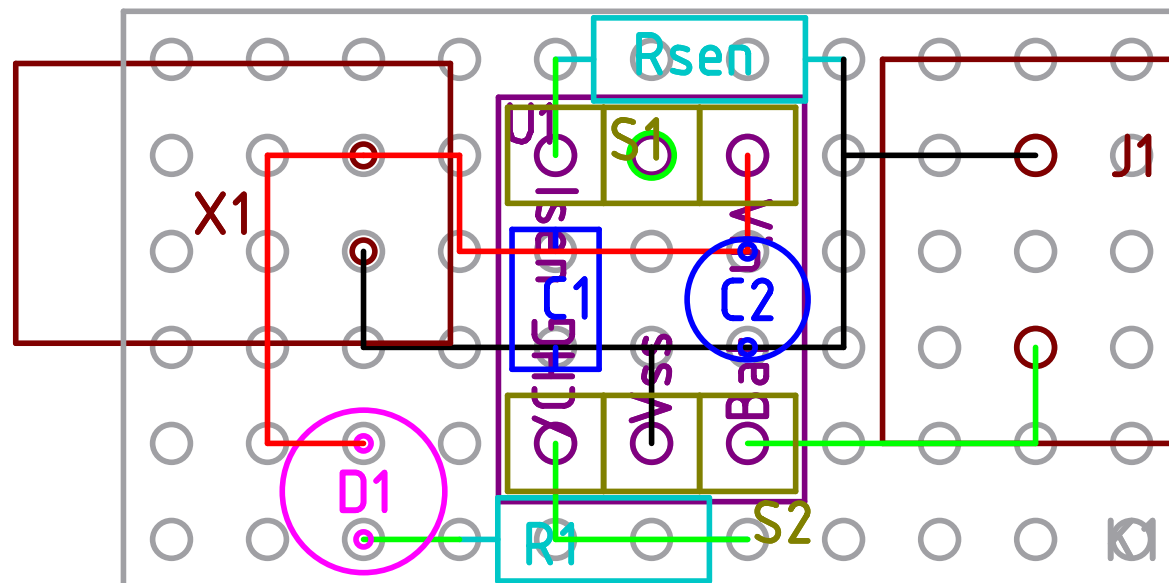 Rsen
U1
S1
J1
X1
Isen
Vin
C1
C2
/CHG
Vss
Bat
D1
R1
S2
K1